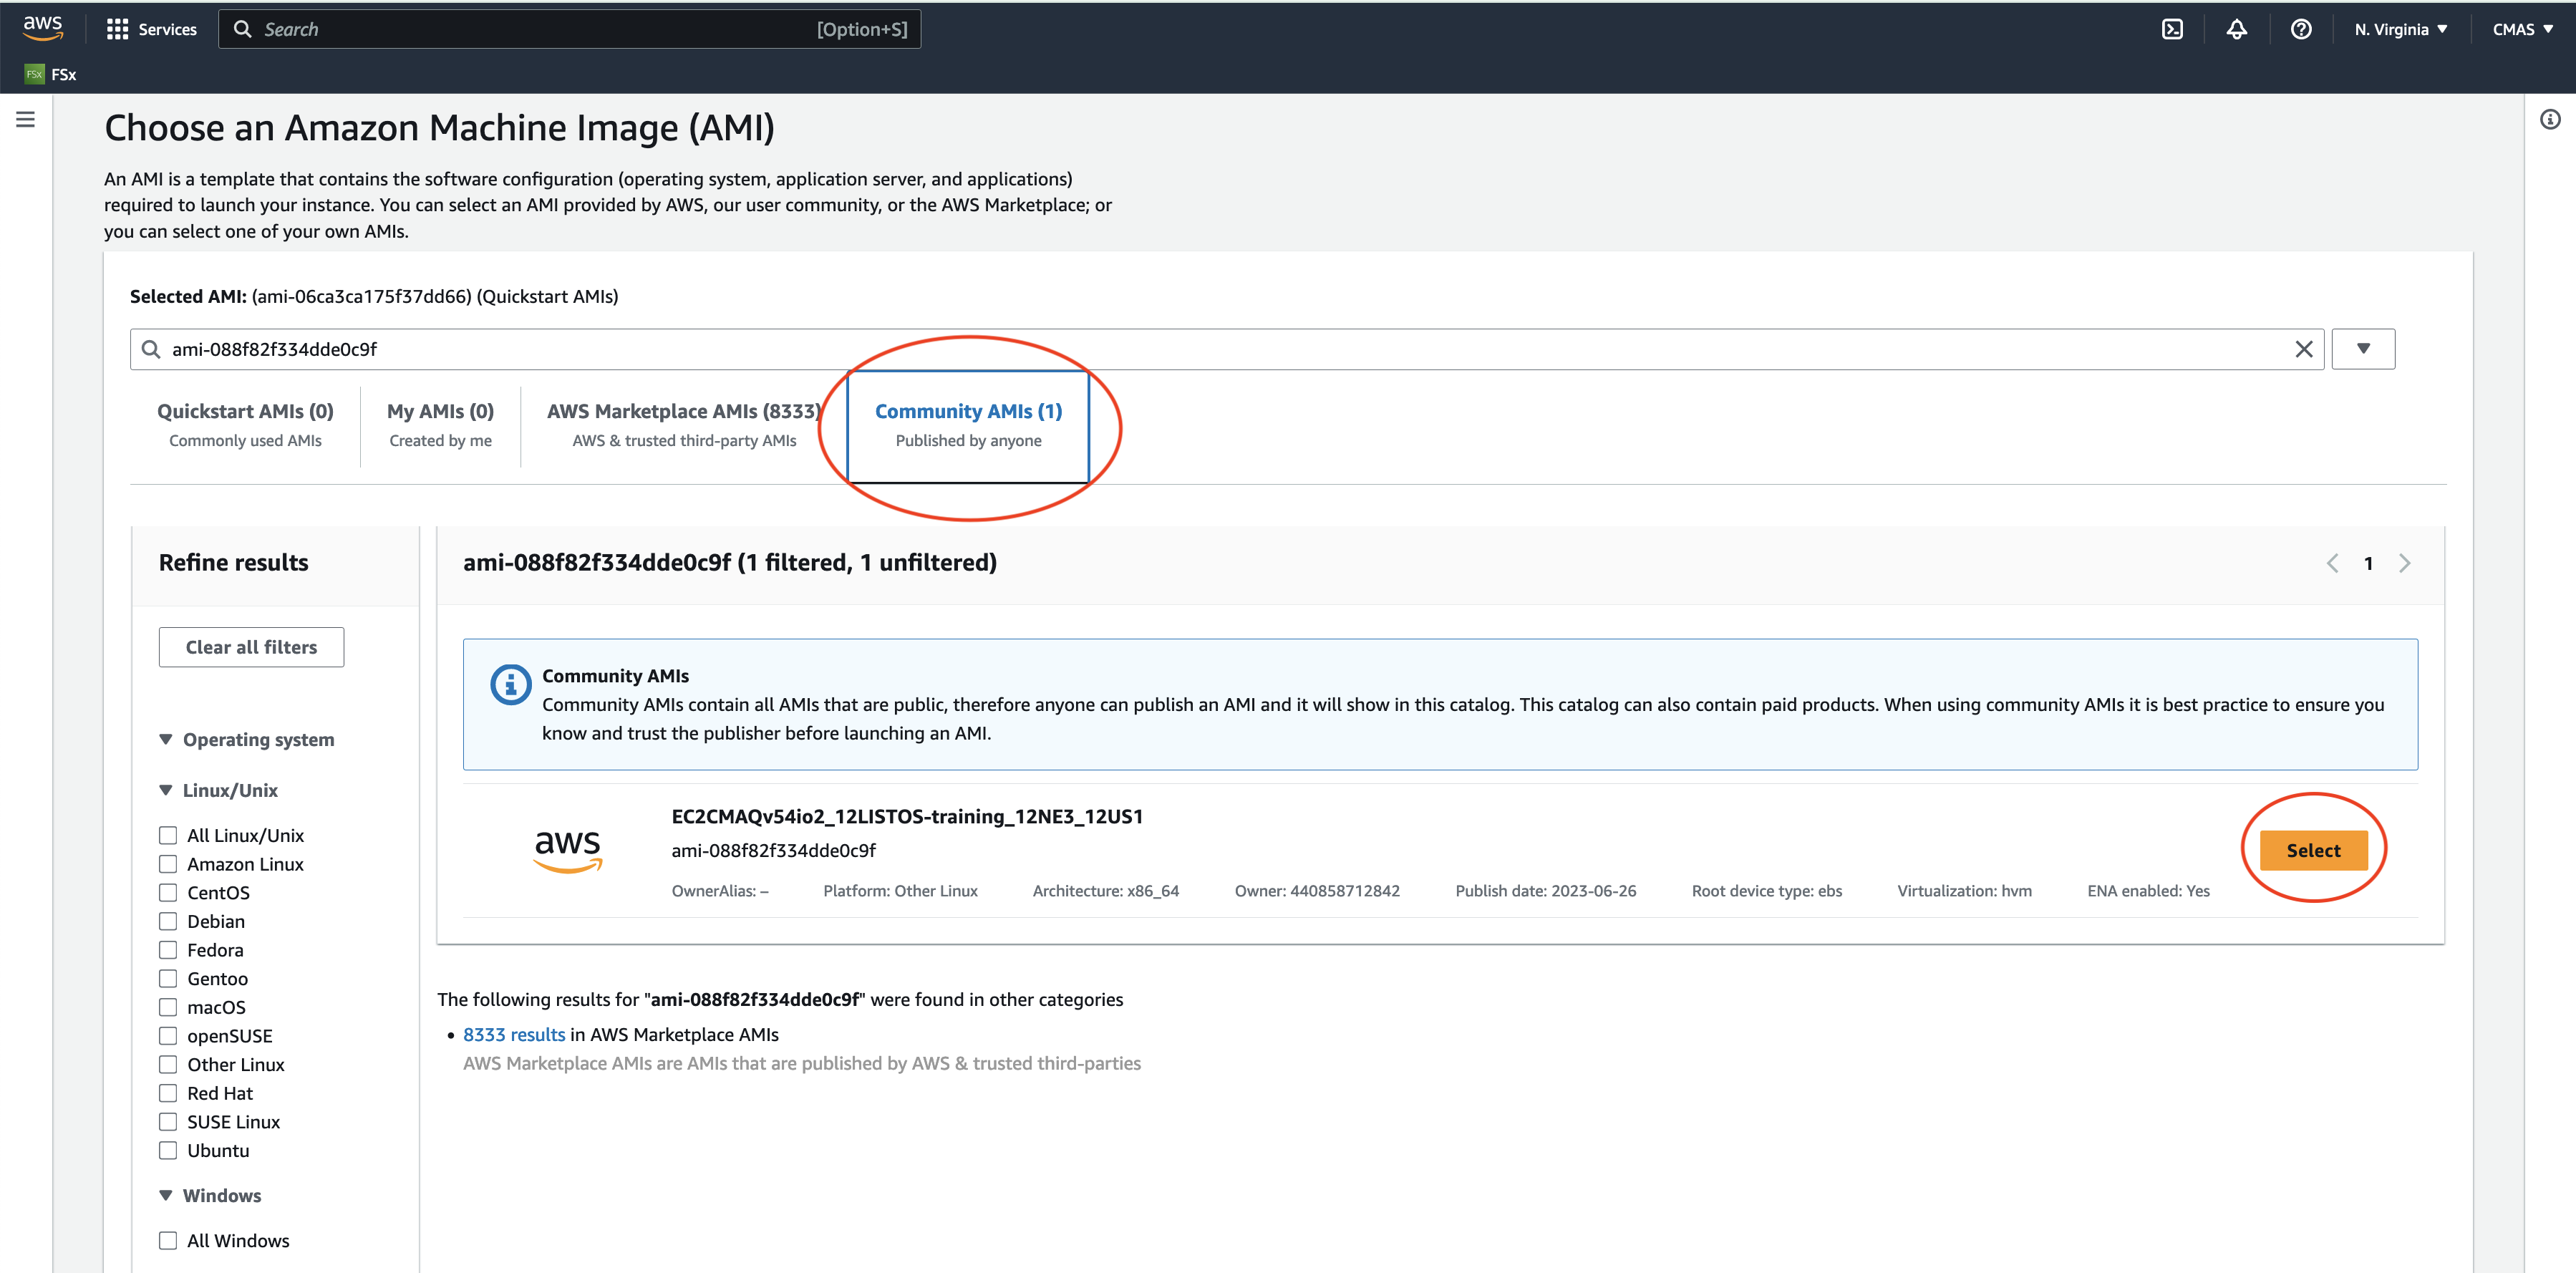 aws Services Search [Option+S] N. Virginia CMAS
FSx FSx
Choose an Amazon Machine Image (AMI)
An AMI is a template that contains the software configuration (operating system, application server, and applications)
required to launch your instance. You can select an AMI provided by AWS, our user community, or the AWS Marketplace; or
you can select one of your own AMIs.
Selected AMI: (ami-06ca3ca175f37dd66) (Quickstart AMIs)
ami-088f82f334dde0c9f
Quickstart AMIs (0)
Commonly used AMIs
My AMIs (0)
Created by me
AWS Marketplace AMIs (8333)
AWS & trusted third-party AMIs
Community AMIs (1)
Published by anyone
Refine results
Clear all filters
Operating system
Linux/Unix
All Linux/Unix
Amazon Linux
CentOS
Debian
Fedora
Gentoo
macOS
openSUSE
Other Linux
Red Hat
SUSE Linux
Ubuntu
Windows
All Windows
ami-088f82f334dde0c9f (1 filtered, 1 unfiltered)
1
Community AMIs
Community AMIs contain all AMIs that are public, therefore anyone can publish an AMI and it will show in this catalog. This catalog can also contain paid products. When using community AMIs it is best practice to ensure you
know and trust the publisher before launching an AMI.
aws
EC2CMAQv54io2_12LISTOS-training_12NE3_12US1
ami-088f82f334dde0c9f
OwnerAlias: – Platform: Other Linux Architecture: x86_64 Owner: 440858712842 Publish date: 2023-06-26 Root device type: ebs Virtualization: hvm ENA enabled: Yes
Select
The following results for "ami-088f82f334dde0c9f" were found in other categories
• 8333 results in AWS Marketplace AMIs
AWS Marketplace AMIs are AMIs that are published by AWS & trusted third-parties